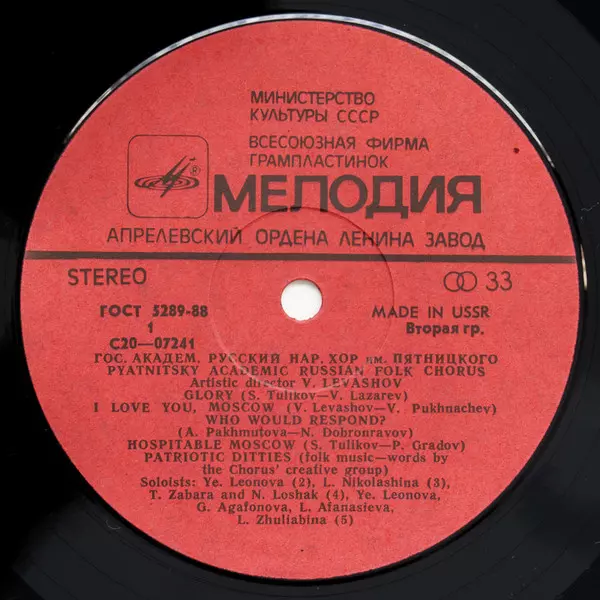 МИНИСТЕРСТВО
КУЛЬТУРЫ СССР
ВСЕСОЮЗНАЯ ФИРМА
ГРАМПЛАСТИНОК
®
МЕЛОДИЯ
АПРЕЛЕВСКИЙ ОРДЕНА ЛЕНИНА ЗАВОД
STEREO
33
ГОСТ 5289-88
MADE IN USSR
1
Вторая гр.
С20—07241
ГОС. АКАДЕМ. РУССКИЙ НАР. ХОР им. ПЯТНИЦКОГО
PYATNITSKY ACADEMIC RUSSIAN FOLK CHORUS
Artistic director V. LEVASHOV
GLORY (S. Tulikov—V. Lazarev)
I LOVE YOU, MOSCOW (V. Levashov—V. Pukhnachev)
WHO WOULD RESPOND?
(A. Pakhmutova—N. Dobronravov)
HOSPITABLE MOSCOW (S. Tulikov—P. Gradov)
PATRIOTIC DITTIES (folk music—words by
the Chorus' creative group)
Soloists: Ye. Leonova (2), L. Nikolashina (3),
T. Zabara and N. Loshak (4), Ye. Leonova,
G. Agafonova, L. Afanasieva,
L. Zhuliabina (5)